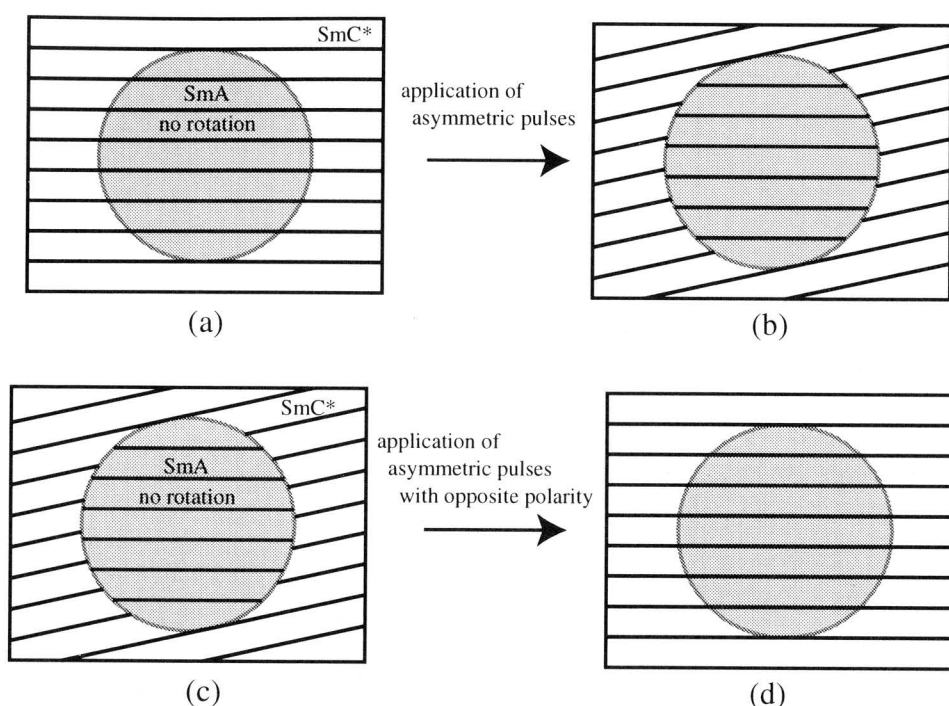 SmC*
SmA
no rotation
application of
asymmetric pulses
(a)
(b)
SmC*
SmA
no rotation
application of
asymmetric pulses
with opposite polarity
(c)
(d)